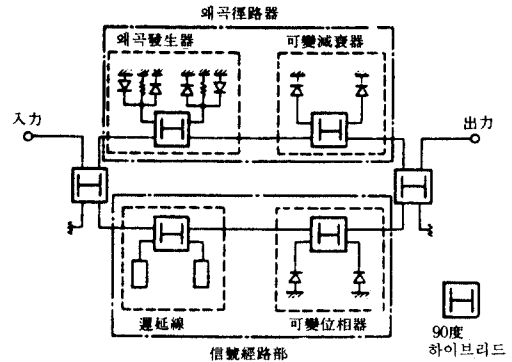 왜곡徑路器
왜곡發生器
可變減衰器
入力
出力
遲延線
可變位相器
90度
하이브리드
信號經路部